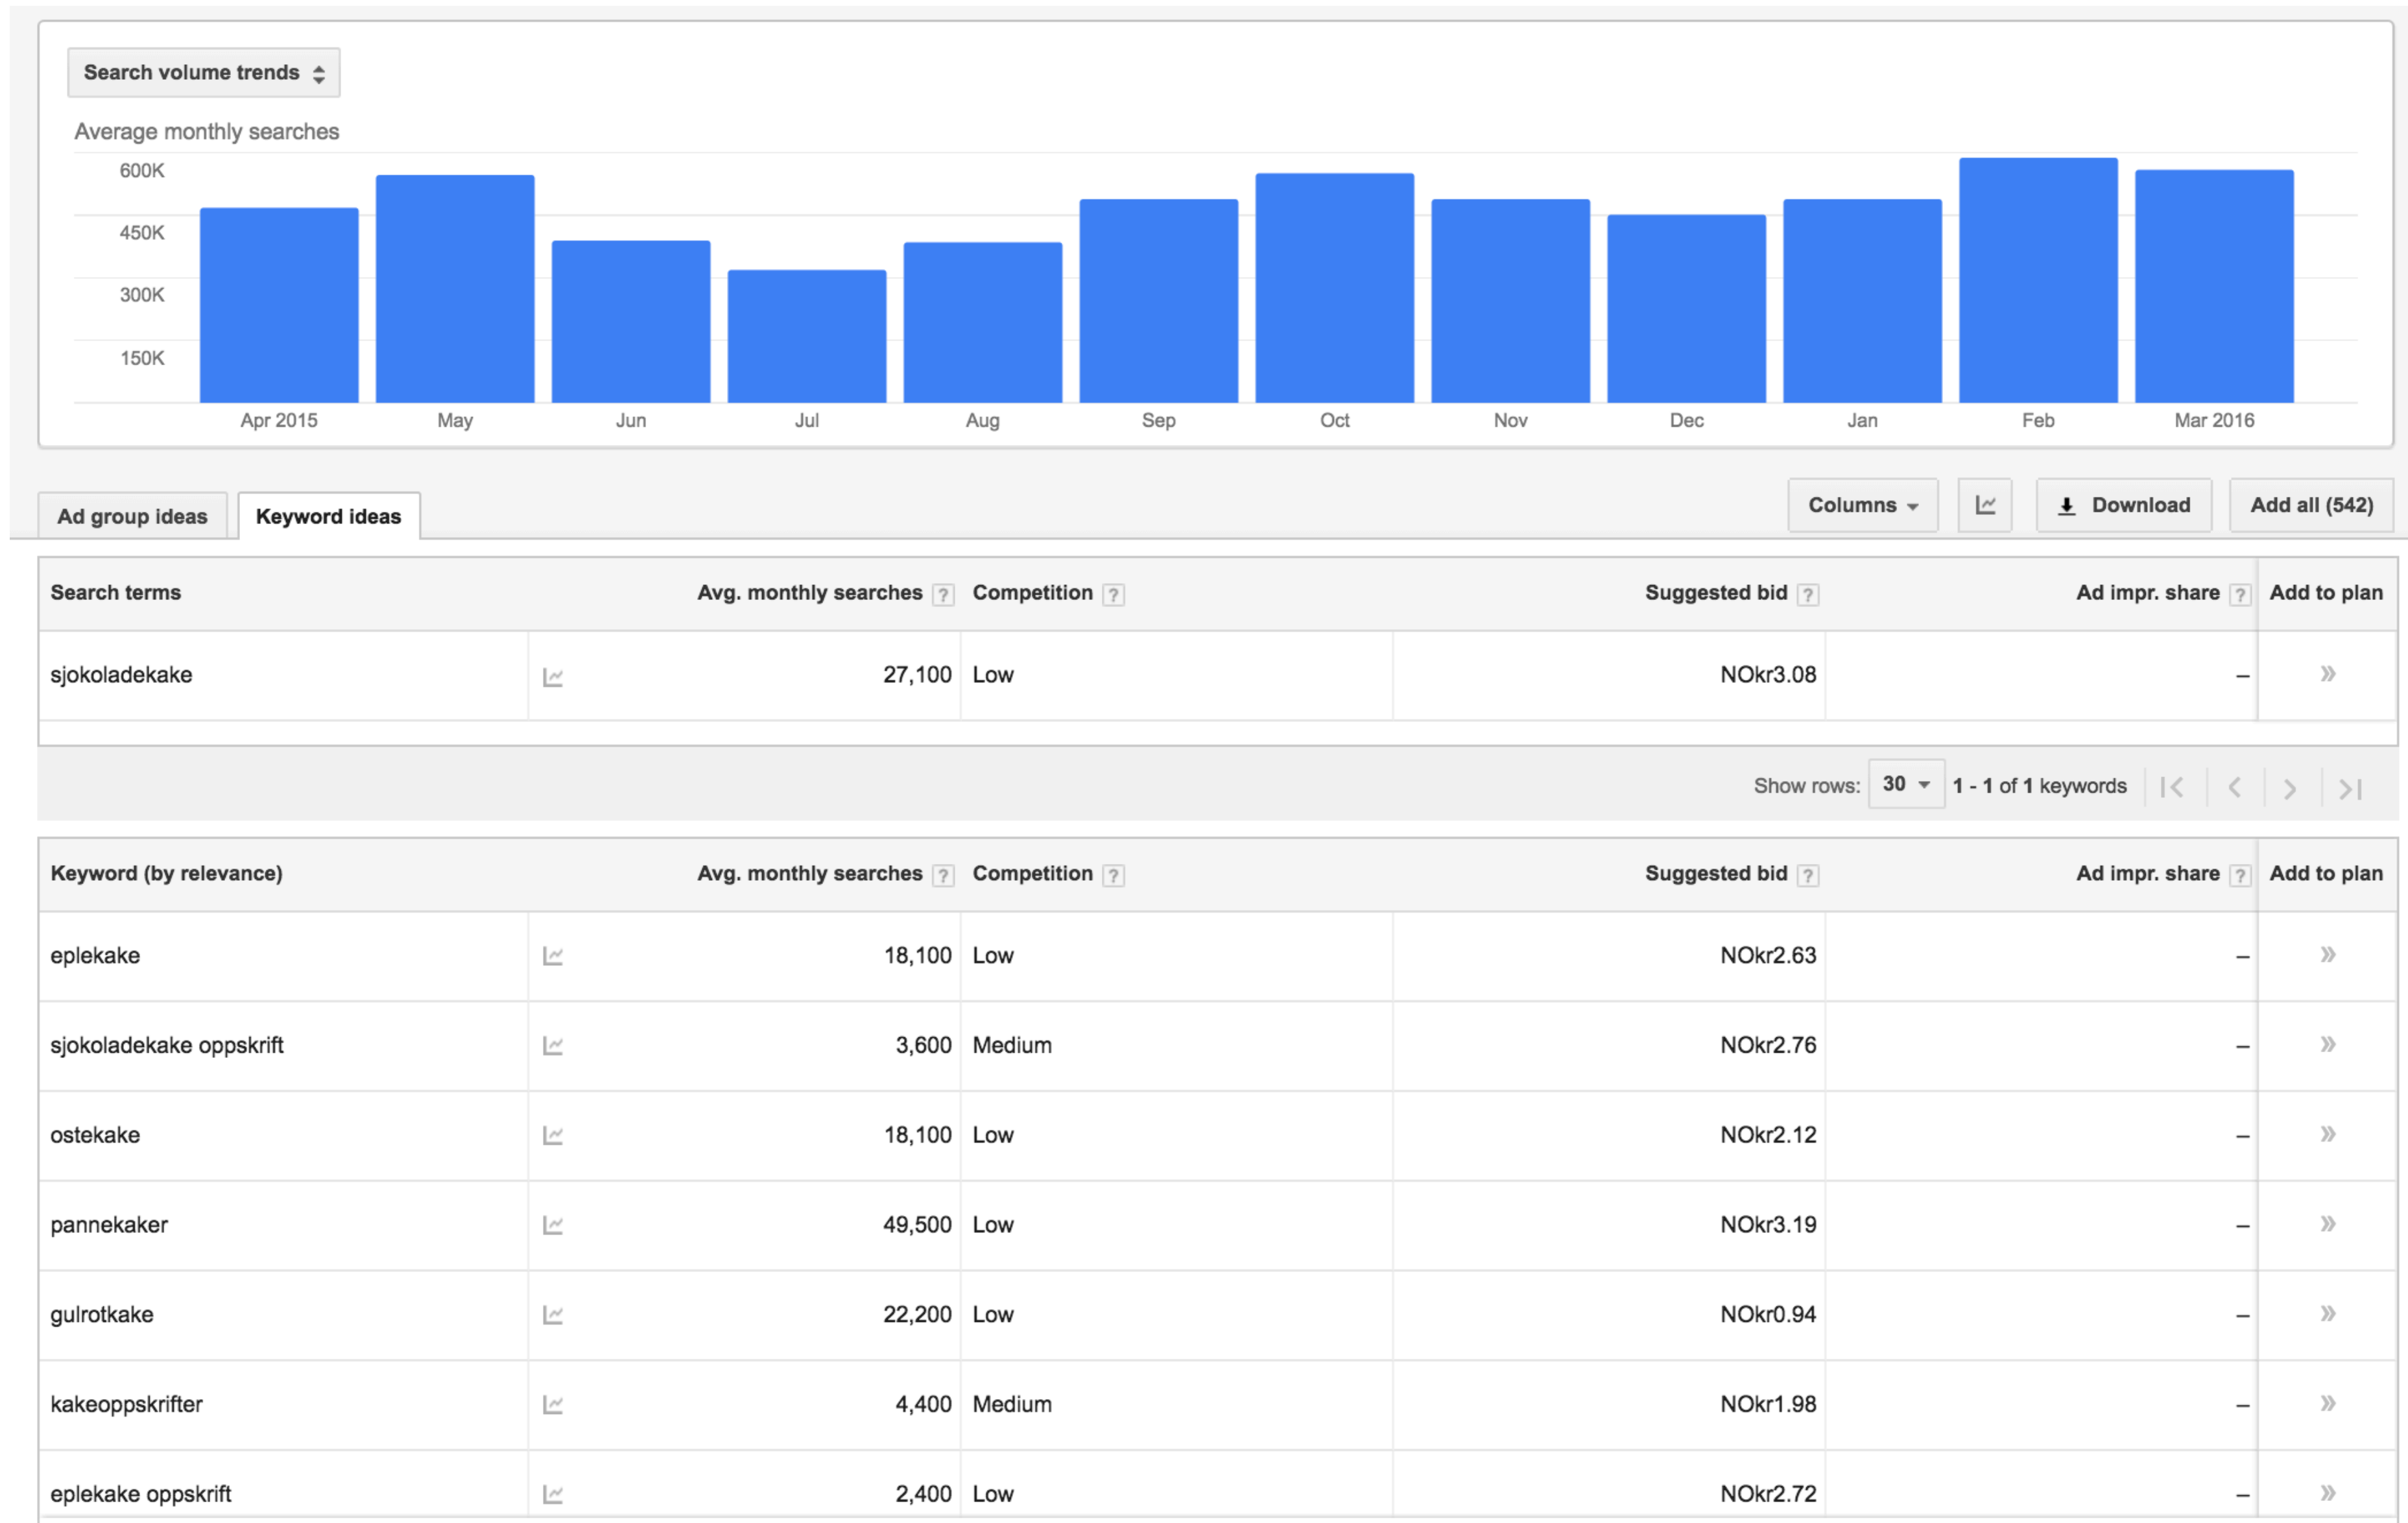 Search volume trends
Average monthly searches
600K
450K
300K
150K
Apr 2015 May Jun Jul Aug Sep Oct Nov Dec Jan Feb Mar 2016
Ad group ideas Keyword ideas Columns Download Add all (542)
Search terms Avg. monthly searches ? Competition ? Suggested bid ? Ad impr. share ? Add to plan
sjokoladekake 27,100 Low NOkr3.08 – »
Show rows: 30 1 - 1 of 1 keywords
Keyword (by relevance) Avg. monthly searches ? Competition ? Suggested bid ? Ad impr. share ? Add to plan
eplekake 18,100 Low NOkr2.63 – »
sjokoladekake oppskrift 3,600 Medium NOkr2.76 – »
ostekake 18,100 Low NOkr2.12 – »
pannekaker 49,500 Low NOkr3.19 – »
gulrotkake 22,200 Low NOkr0.94 – »
kakeoppskrifter 4,400 Medium NOkr1.98 – »
eplekake oppskrift 2,400 Low NOkr2.72 – »